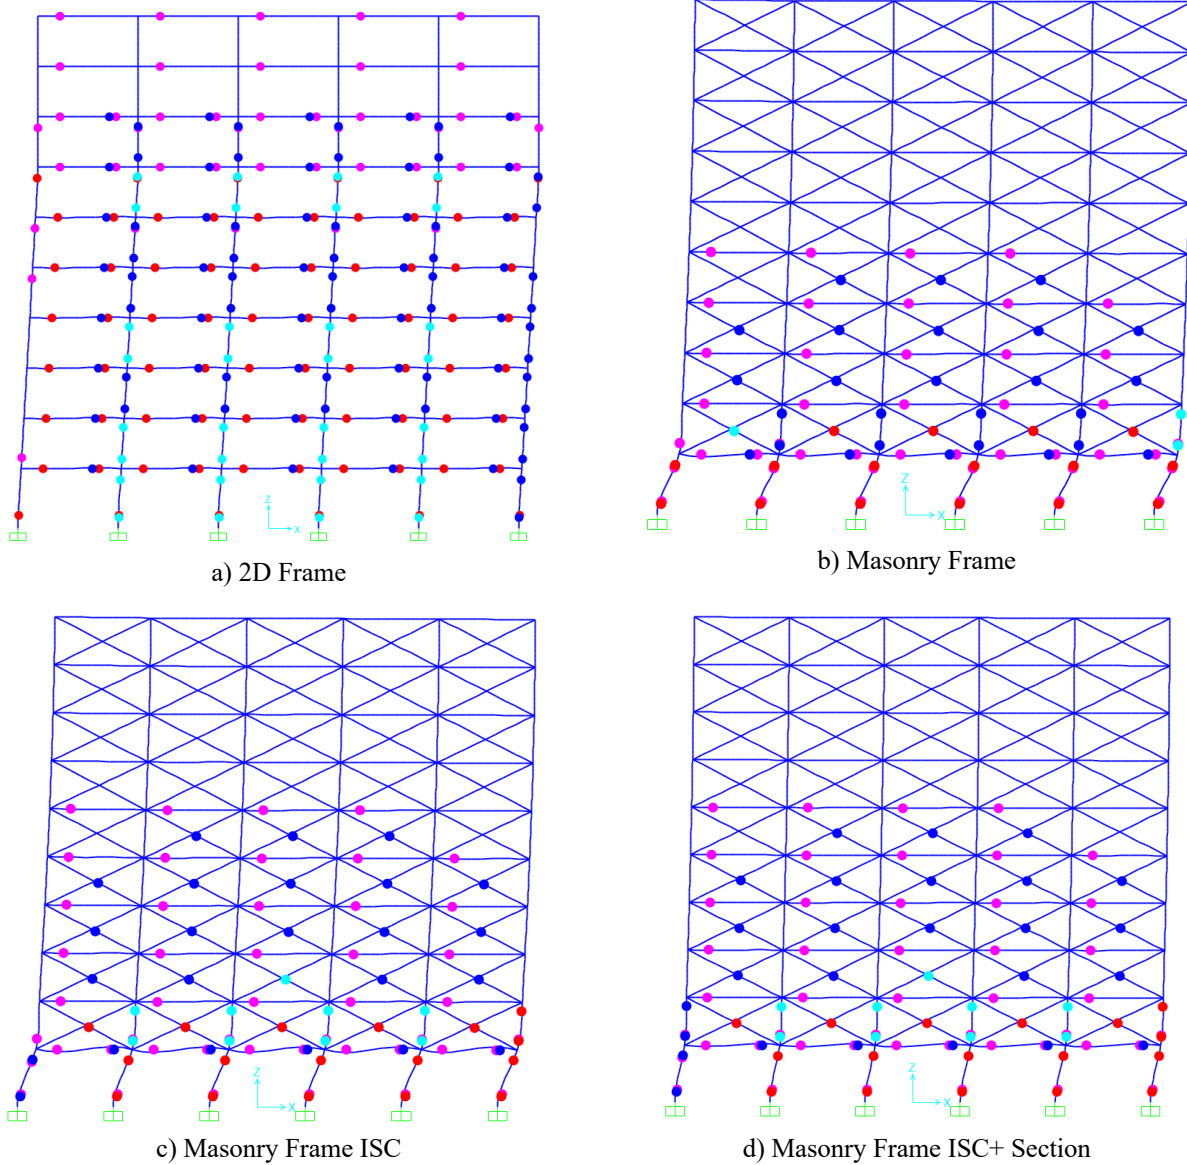 Z
X
a) 2D Frame
Z
X
b) Masonry Frame
Z
X
c) Masonry Frame ISC
Z
X
d) Masonry Frame ISC+ Section